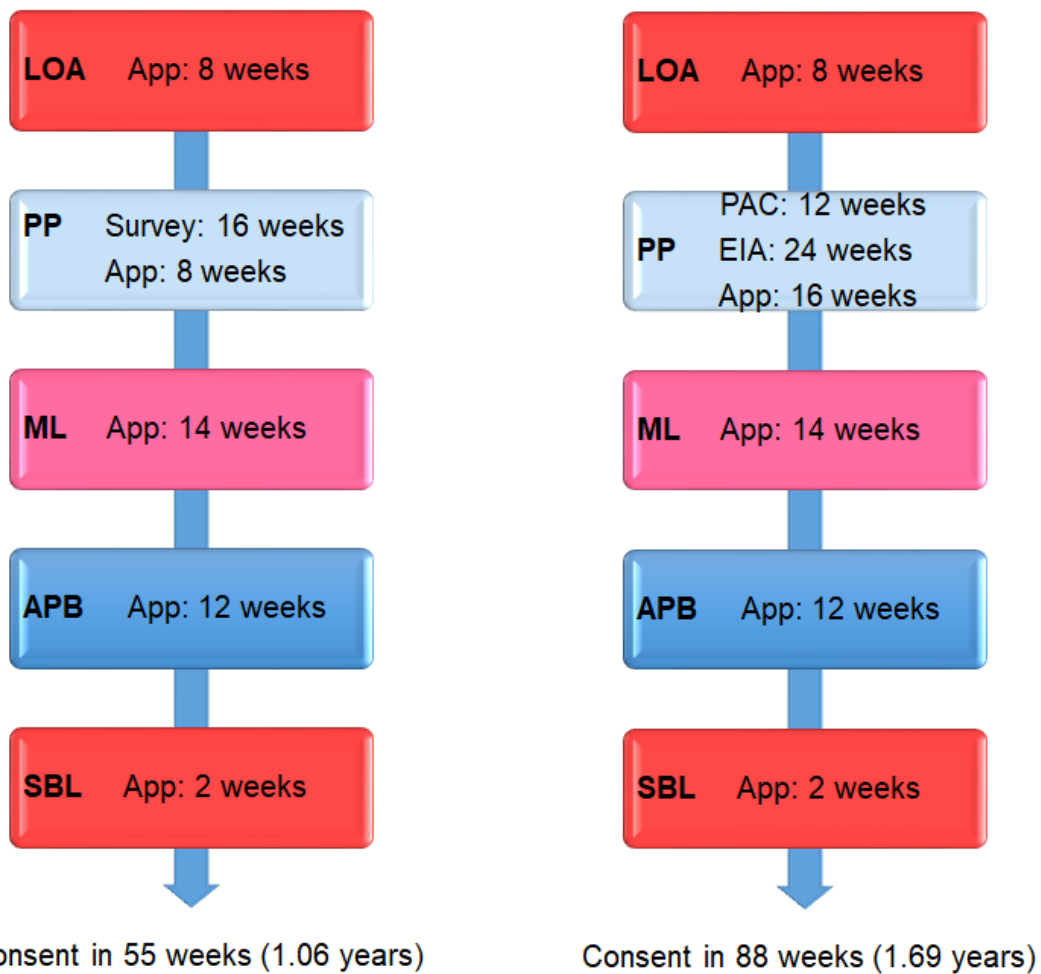 LOA App: 8 weeks
PP Survey: 16 weeks
App: 8 weeks
ML App: 14 weeks
APB App: 12 weeks
SBL App: 2 weeks
onsent in 55 weeks (1.06 years)
LOA App: 8 weeks
PAC: 12 weeks
PP EIA: 24 weeks
App: 16 weeks
ML App: 14 weeks
APB App: 12 weeks
SBL App: 2 weeks
Consent in 88 weeks (1.69 years)